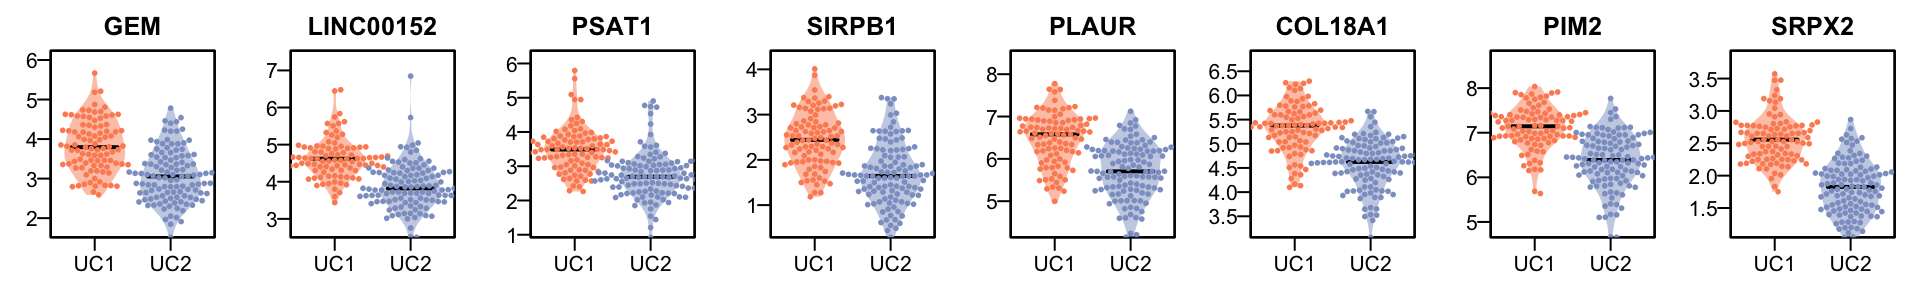 GEM
6
5
4
3
2
UC1 UC2
LINC00152
7
6
5
4
3
UC1 UC2
PSAT1
6
5
4
3
2
1
UC1 UC2
SIRPB1
4
3
2
1
UC1 UC2
PLAUR
8
7
6
5
UC1 UC2
COL18A1
6.5
6.0
5.5
5.0
4.5
4.0
3.5
UC1 UC2
PIM2
8
7
6
5
UC1 UC2
SRPX2
3.5
3.0
2.5
2.0
1.5
UC1 UC2